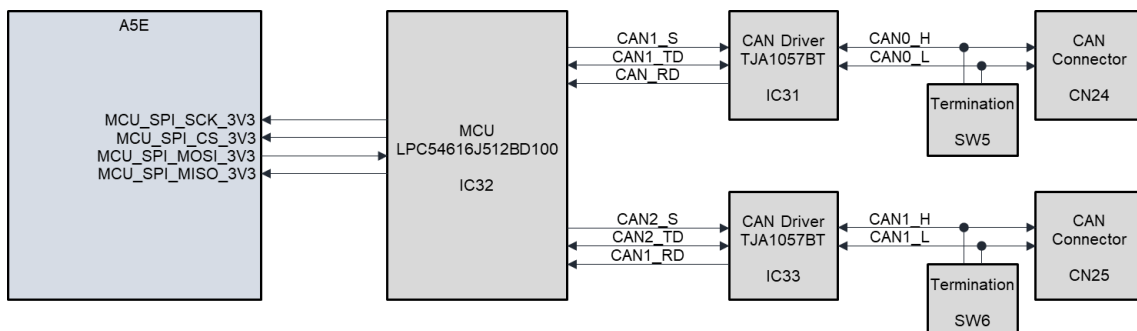 A5E
MCU_SPI_SCK_3V3
MCU_SPI_CS_3V3
MCU_SPI_MOSI_3V3
MCU_SPI_MISO_3V3
MCU
LPC54616J512BD100
IC32
CAN1_S
CAN1_TD
CAN_RD
CAN Driver
TJA1057BT
IC31
CAN0_H
CAN0_L
Termination
SW5
CAN
Connector
CN24
CAN2_S
CAN2_TD
CAN1_RD
CAN Driver
TJA1057BT
IC33
CAN1_H
CAN1_L
Termination
SW6
CAN
Connector
CN25